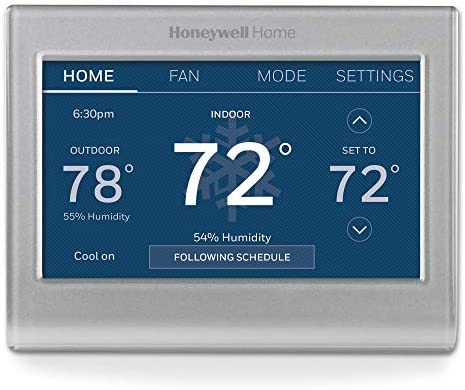 Honeywell Home
HOME FAN MODE SETTINGS
6:30pm
INDOOR
OUTDOOR
SET TO
78°
72°
72°
55% Humidity
54% Humidity
Cool on
FOLLOWING SCHEDULE